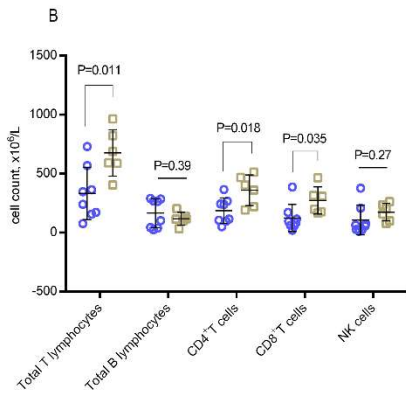 B
1500
1000
500
0
-500
cell count, x10⁶/L
P=0.011
P=0.39
P=0.018
P=0.035
P=0.27
Total T lymphocytes
Total B lymphocytes
CD4⁺T cells
CD8⁺T cells
NK cells